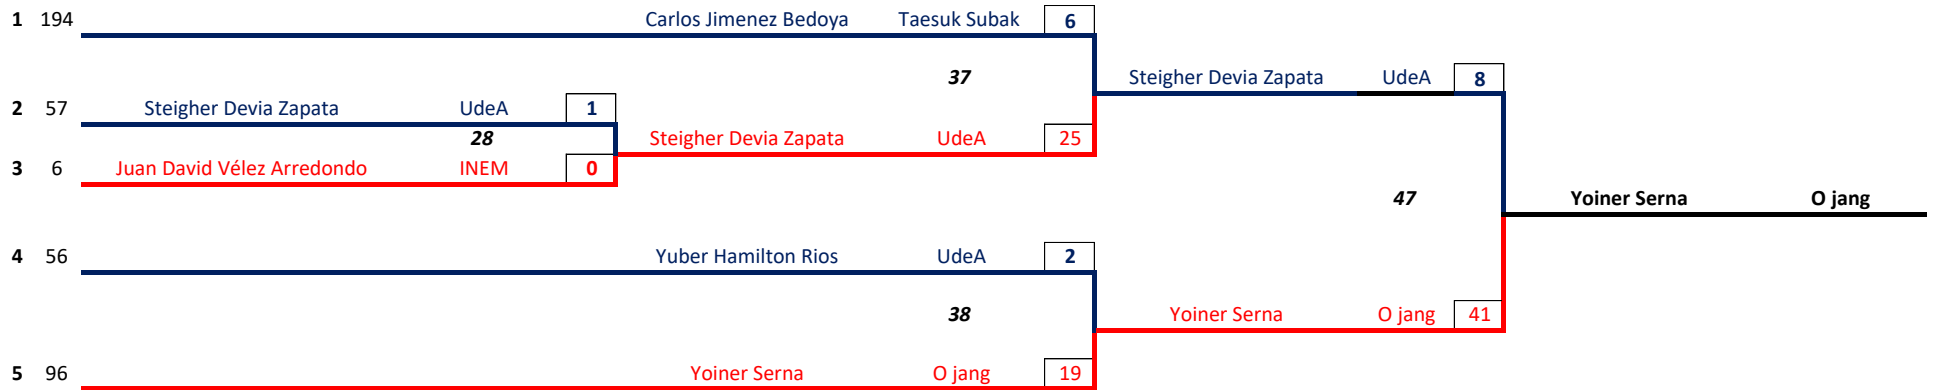 1 194 Carlos Jimenez Bedoya Taesuk Subak 6
37 Steigher Devia Zapata UdeA 8
2 57 Steigher Devia Zapata UdeA 1
28 Steigher Devia Zapata UdeA 25
3 6 Juan David Vélez Arredondo INEM 0
47 Yoiner Serna O jang
4 56 Yuber Hamilton Rios UdeA 2
38 Yoiner Serna O jang 41
5 96 Yoiner Serna O jang 19